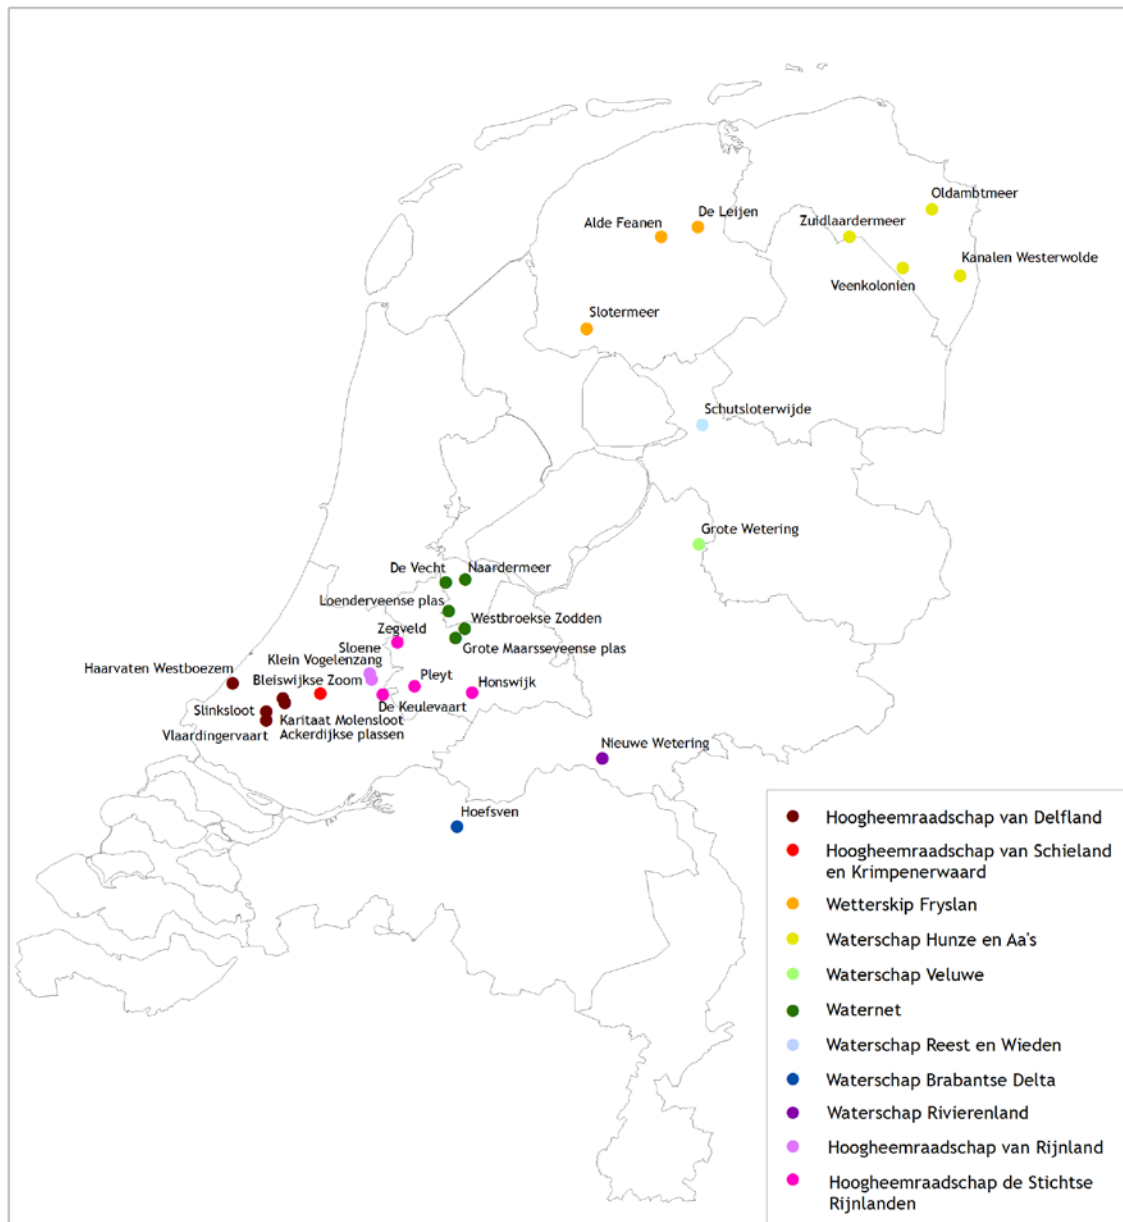 Oldambtmeer
De Leijen
Alde Feanen
Zuidlaardermeer
Kanalen Westerwolde
Veenkolonien
Slotermeer
Schutsloterwijde
Grote Wetering
De Vecht
Naardermeer
Loenderveense plas
Westbroekse Zodden
Zegveld
Sloene
Grote Maarsseveense plas
Klein Vogelenzang
Haarvaten Westboezem
Bleiswijkse Zoom
Pleyt
Honswijk
De Keulevaart
Slinksloot
Karitaat Molensloot
Vlaardingervaart
Ackerdijkse plassen
Nieuwe Wetering
Hoefsven
Hoogheemraadschap van Delfland
Hoogheemraadschap van Schieland
en Krimpenerwaard
Wetterskip Fryslan
Waterschap Hunze en Aa's
Waterschap Veluwe
Waternet
Waterschap Reest en Wieden
Waterschap Brabantse Delta
Waterschap Rivierenland
Hoogheemraadschap van Rijnland
Hoogheemraadschap de Stichtse
Rijnlanden